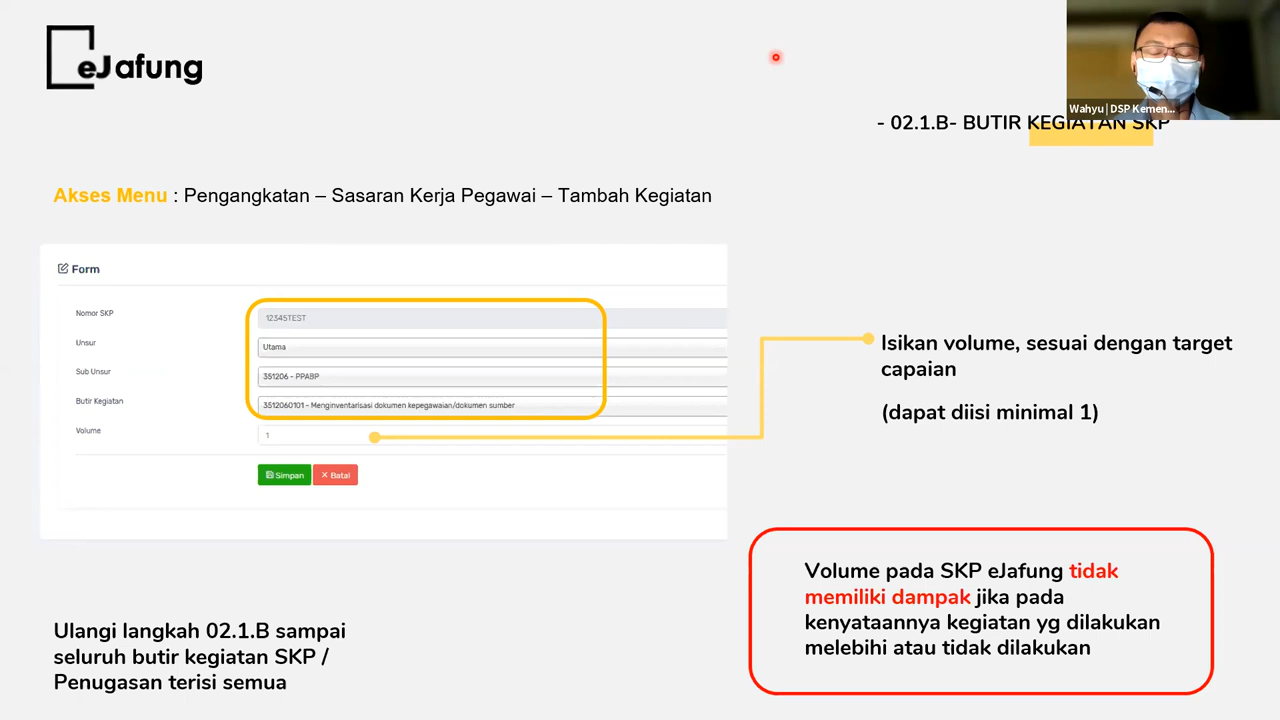 eJafung
Wahyu | DSP Kemen...
- 02.1.B- BUTIR KEGIATAN SKP
Akses Menu : Pengangkatan – Sasaran Kerja Pegawai – Tambah Kegiatan
Form
Nomor SKP
12345TEST
Unsur
Utama
Sub Unsur
351206 - PPABP
Butir Kegiatan
3512060101 - Menginventarisasi dokumen kepegawaian/dokumen sumber
Volume
1
Simpan
Batal
Isikan volume, sesuai dengan target
capaian
(dapat diisi minimal 1)
Volume pada SKP eJafung tidak
memiliki dampak jika pada
kenyataannya kegiatan yg dilakukan
melebihi atau tidak dilakukan
Ulangi langkah 02.1.B sampai
seluruh butir kegiatan SKP /
Penugasan terisi semua